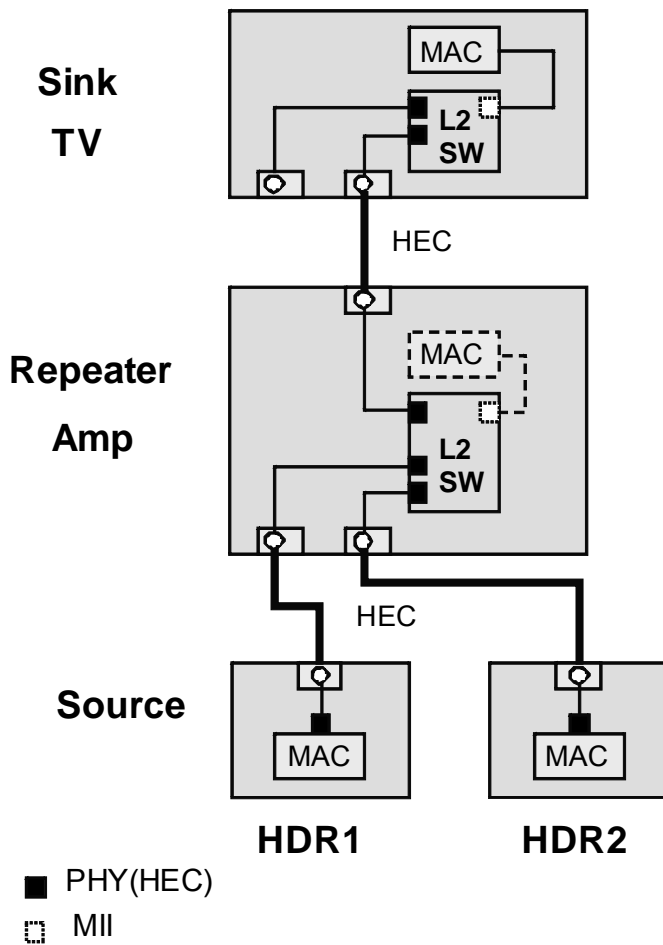 Sink
TV
MAC
L2
SW
HEC
Repeater
Amp
MAC
L2
SW
HEC
Source
MAC
MAC
HDR1
HDR2
PHY(HEC)
MII